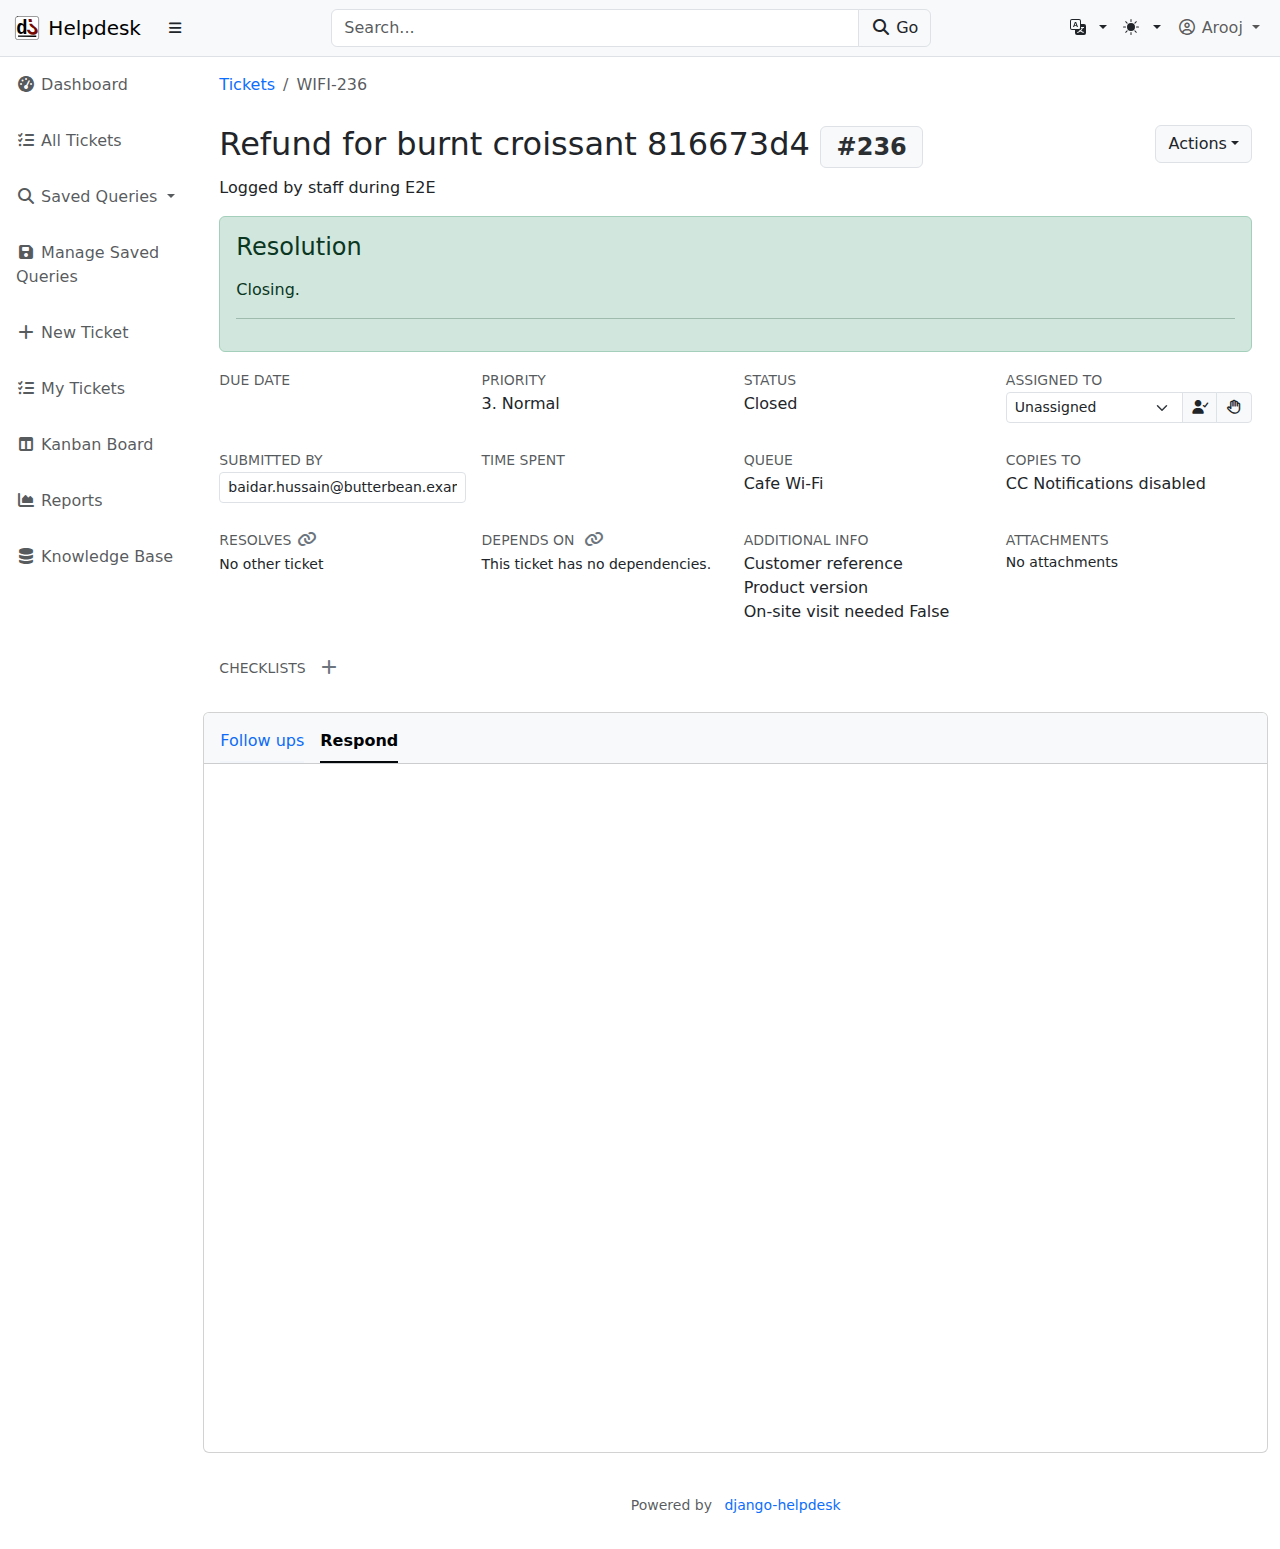 Helpdesk
Search...
Go
Arooj
Dashboard
All Tickets
Saved Queries
Manage Saved
Queries
New Ticket
My Tickets
Kanban Board
Reports
Knowledge Base
Tickets / WIFI-236
Refund for burnt croissant 816673d4 #236
Actions
Logged by staff during E2E
Resolution
Closing.
DUE DATE
PRIORITY
3. Normal
STATUS
Closed
ASSIGNED TO
Unassigned
SUBMITTED BY
baidar.hussain@butterbean.exar
TIME SPENT
QUEUE
Cafe Wi-Fi
COPIES TO
CC Notifications disabled
RESOLVES
No other ticket
DEPENDS ON
This ticket has no dependencies.
ADDITIONAL INFO
Customer reference
Product version
On-site visit needed False
ATTACHMENTS
No attachments
CHECKLISTS
Follow ups
Respond
Powered by django-helpdesk